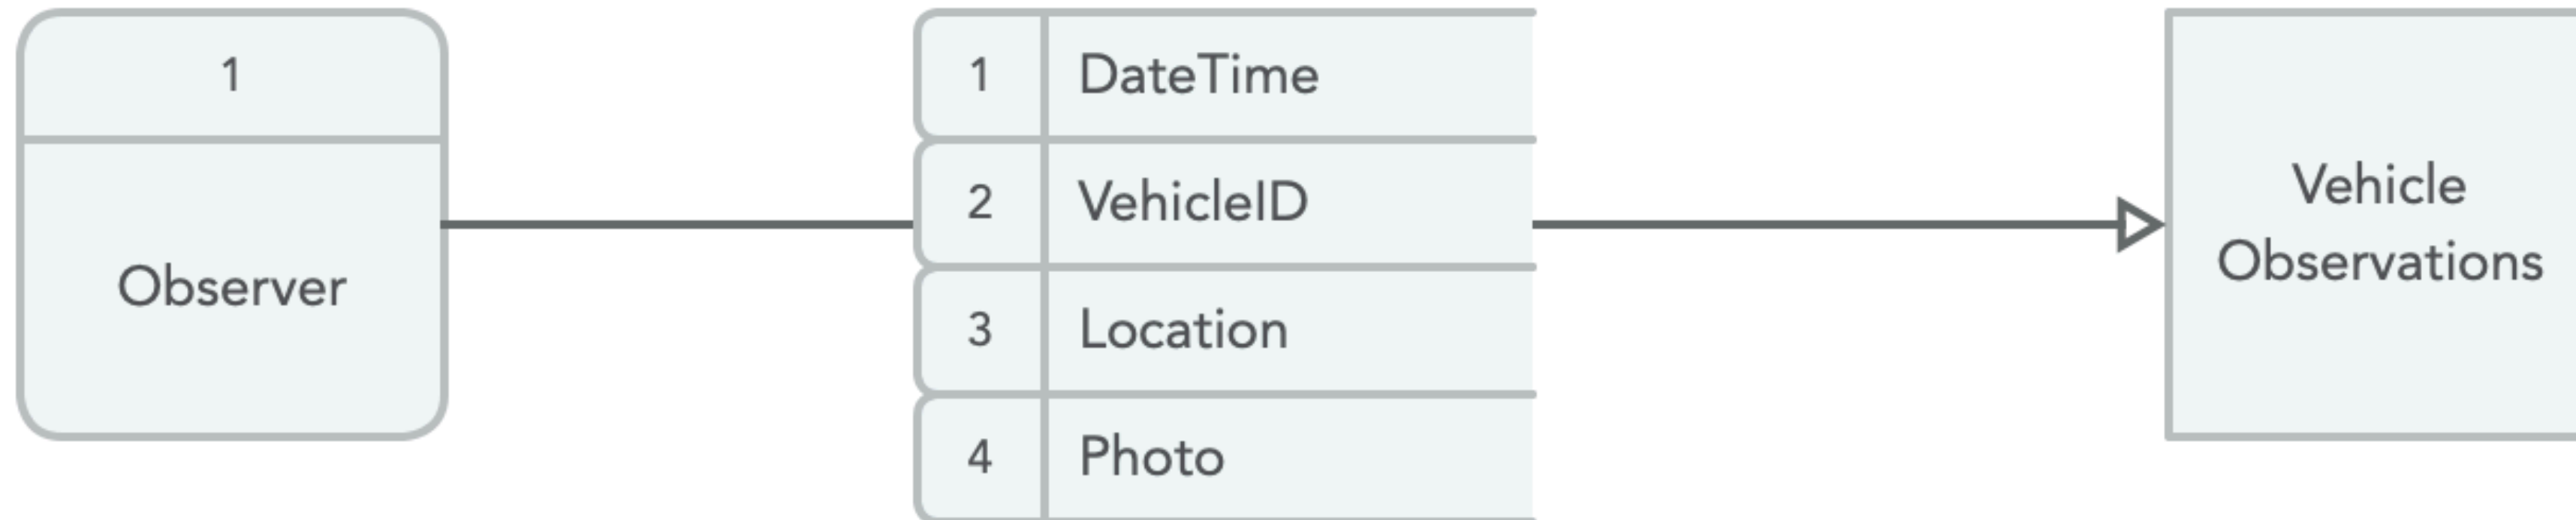 1
Observer
1 DateTime
2 VehicleID
3 Location
4 Photo
Vehicle
Observations